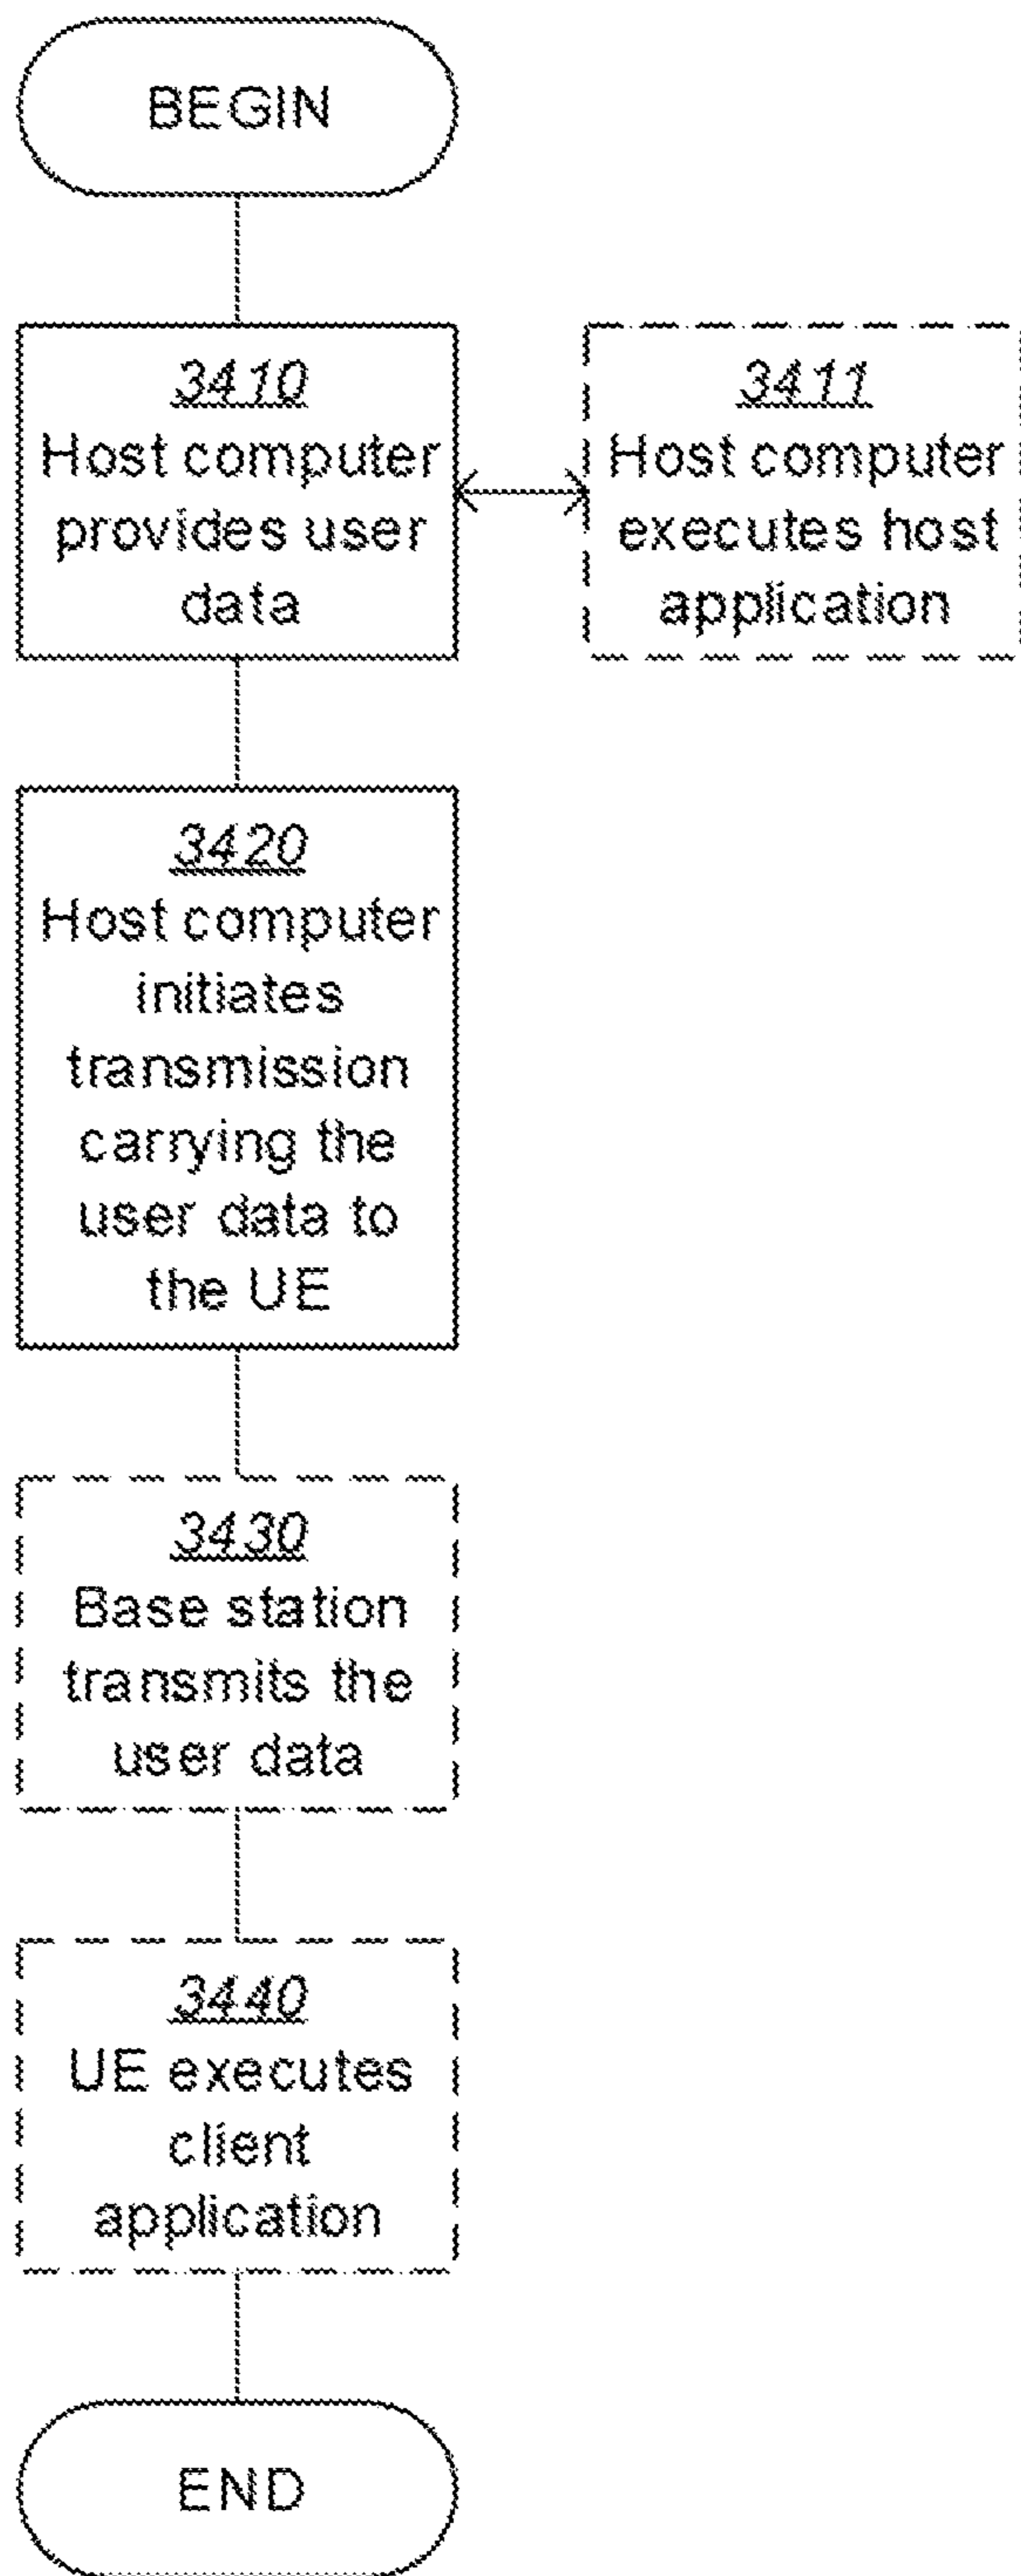 BEGIN
3410
Host computer
provides user
data
3411
Host computer
executes host
application
3420
Host computer
initiates
transmission
carrying the
user data to
the UE
3430
Base station
transmits the
user data
3440
UE executes
client
application
END